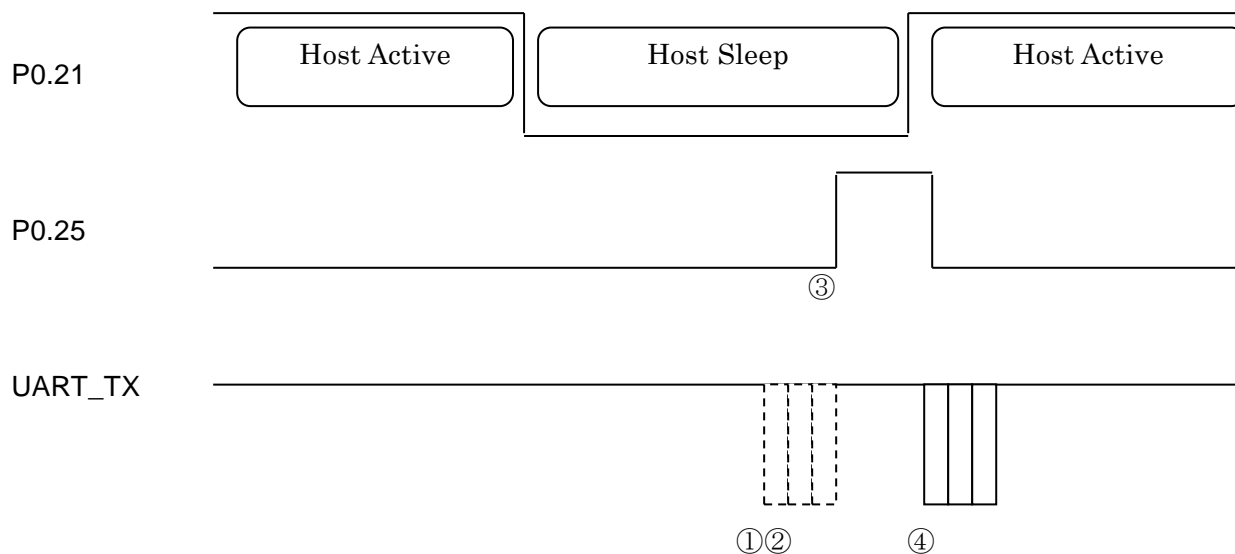 Host Active Host Sleep Host Active
P0.21
P0.25
③
UART_TX
①② ④